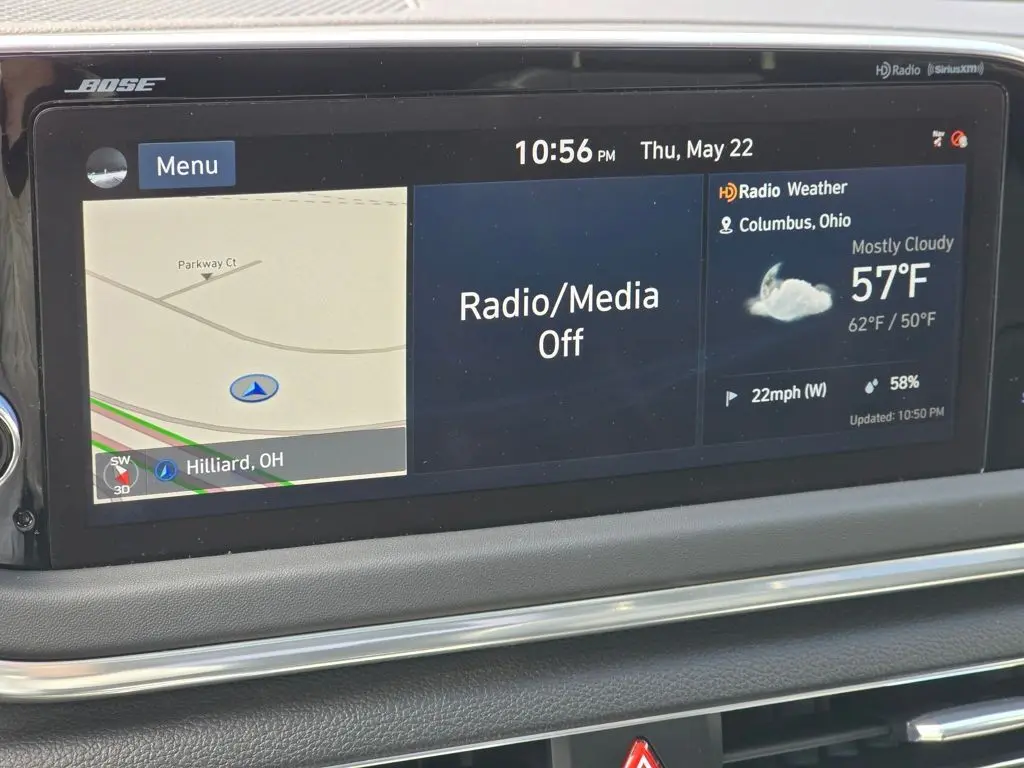 BOSE
HD Radio ((SiriusXM))
Menu
10:56 PM Thu, May 22
Nav
Parkway Ct
SW
3D
Hilliard, OH
Radio/Media
Off
HD Radio Weather
Columbus, Ohio
Mostly Cloudy
57°F
62°F / 50°F
22mph (W) 58%
Updated: 10:50 PM